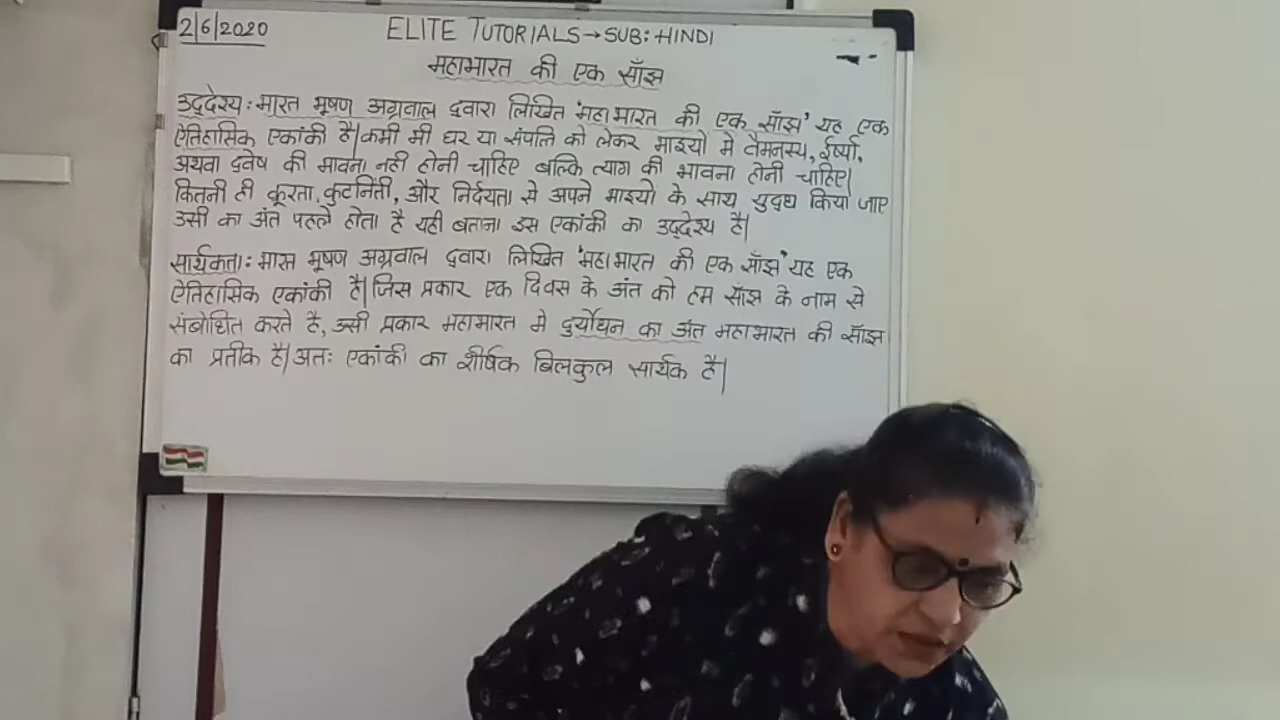 2/6/2020
ELITE TUTORIALS→SUB: HINDI
महाभारत की एक साँझ
उद्देश्य: भारत भूषण अग्रवाल द्वारा लिखित 'महाभारत की एक साँझ' यह एक
ऐतिहासिक एकांकी है| कभी भी घर या संपत्ति को लेकर भाइयों में वैमनस्य, ईर्ष्या,
अथवा द्वेष की भावना नही होनी चाहिए बल्कि त्याग की भावना होनी चाहिए|
कितनी ही क्रूरता, कुटनिती, और निर्दयता से अपने भाइयो के साथ युद्ध किया जाए
उसी का अंत पहले होता है यही बताना इस एकांकी का उद्देश्य है|
सार्थकता: भारत भूषण अग्रवाल द्वारा लिखित 'महाभारत की एक साँझ' यह एक
ऐतिहासिक एकांकी है| जिस प्रकार एक दिवस के अंत को हम साँझ के नाम से
संबोधित करते है, उसी प्रकार महाभारत मे दुर्योधन का अंत महाभारत की साँझ
का प्रतीक है| अतः एकांकी का शीर्षक बिलकुल सार्थक है|